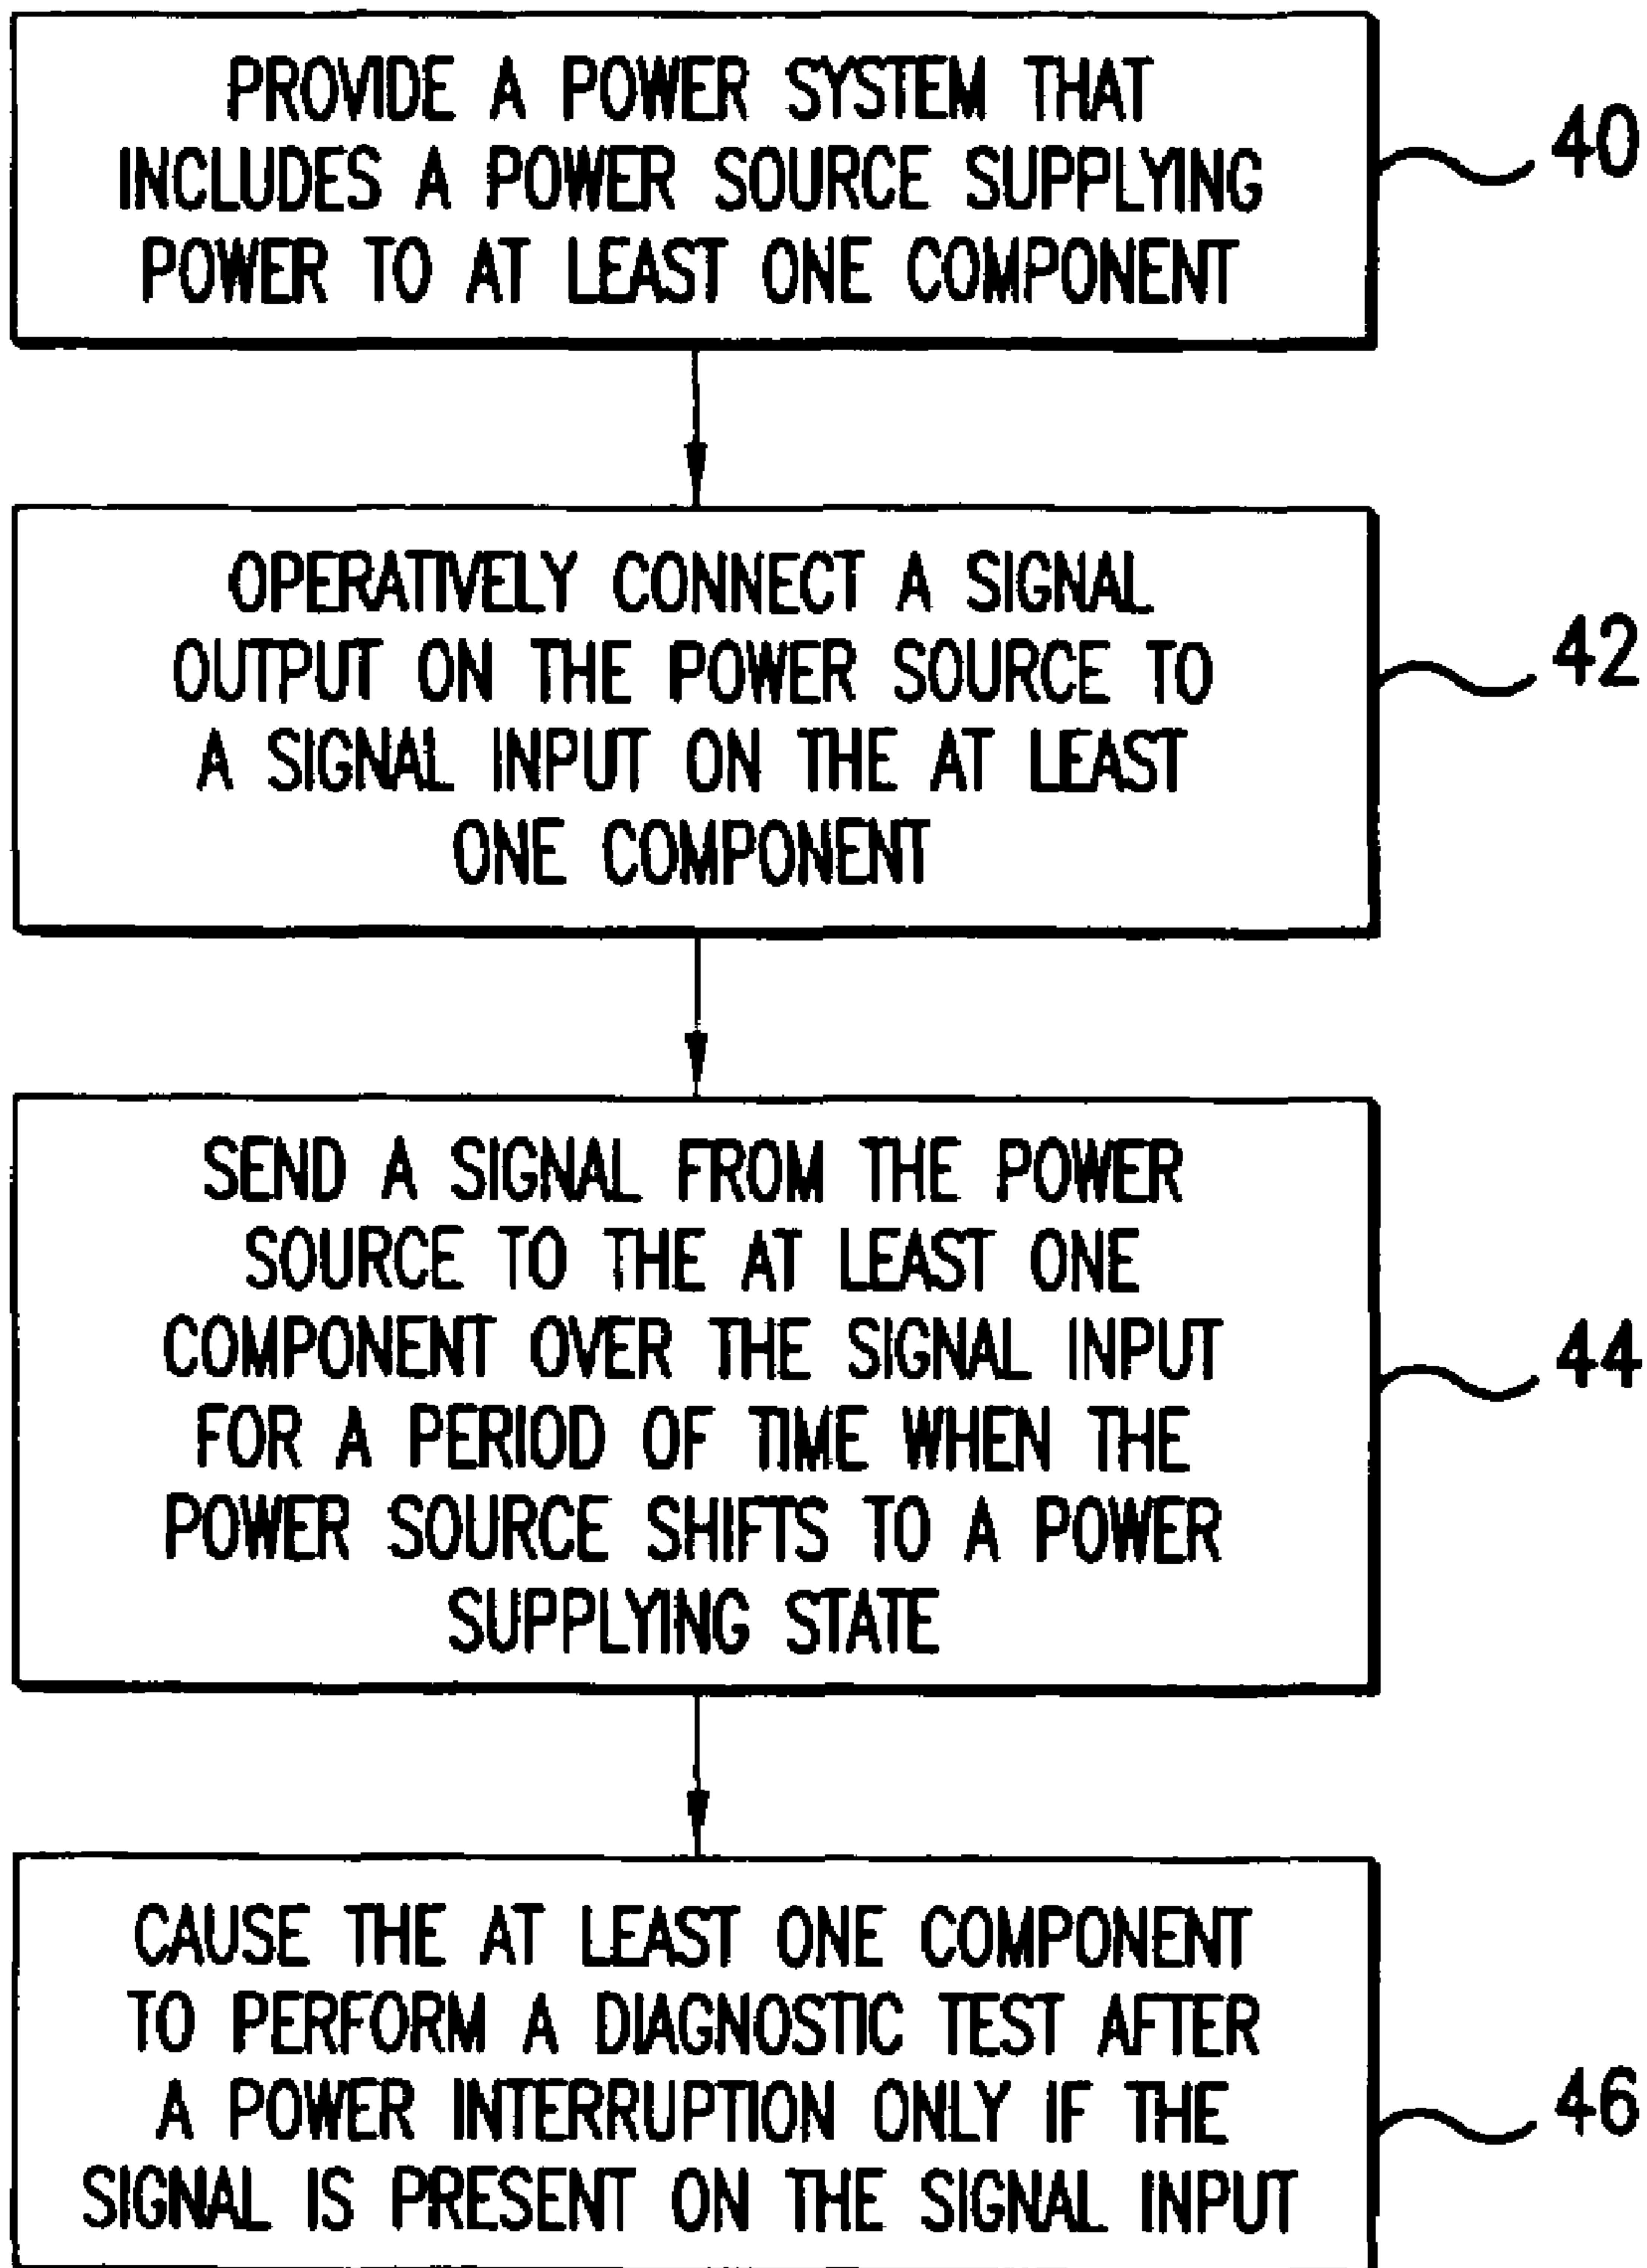 PROVIDE A POWER SYSTEM THAT
INCLUDES A POWER SOURCE SUPPLYING
POWER TO AT LEAST ONE COMPONENT
40
OPERATIVELY CONNECT A SIGNAL
OUTPUT ON THE POWER SOURCE TO
A SIGNAL INPUT ON THE AT LEAST
ONE COMPONENT
42
SEND A SIGNAL FROM THE POWER
SOURCE TO THE AT LEAST ONE
COMPONENT OVER THE SIGNAL INPUT
FOR A PERIOD OF TIME WHEN THE
POWER SOURCE SHIFTS TO A POWER
SUPPLYING STATE
44
CAUSE THE AT LEAST ONE COMPONENT
TO PERFORM A DIAGNOSTIC TEST AFTER
A POWER INTERRUPTION ONLY IF THE
SIGNAL IS PRESENT ON THE SIGNAL INPUT
46